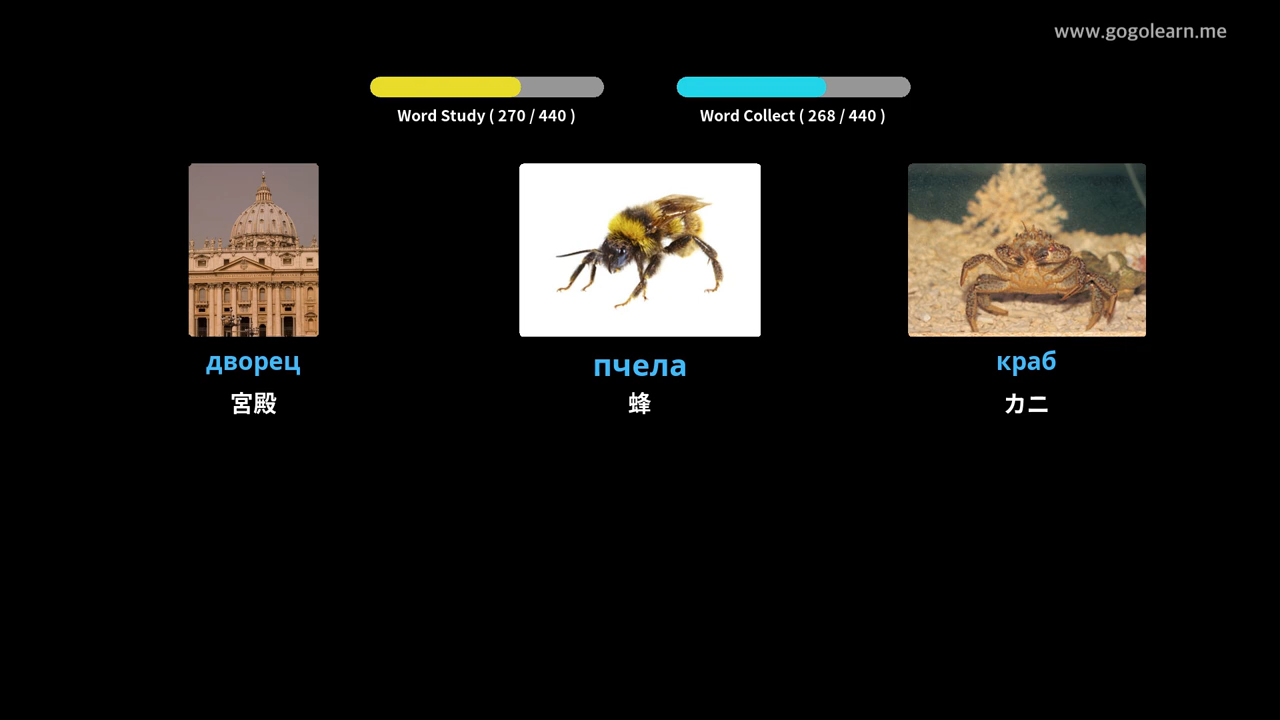 www.gogolearn.me
Word Study ( 270 / 440 )
Word Collect ( 268 / 440 )
дворец
пчела
краб
宮殿
蜂
カニ